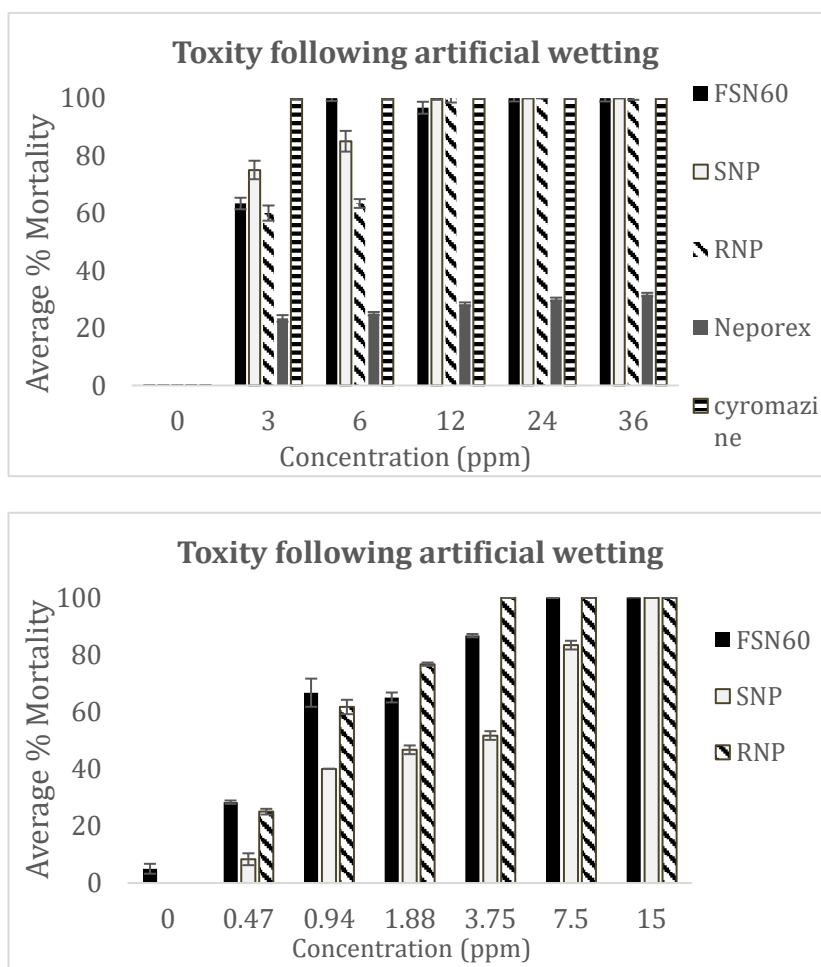 Toxity following artificial wetting
Average % Mortality
100
80
60
40
20
0
0 3 6 12 24 36
Concentration (ppm)
FSN60
SNP
RNP
Neporex
cyromazi
ne
Toxity following artificial wetting
Average % Mortality
100
80
60
40
20
0
0 0.47 0.94 1.88 3.75 7.5 15
Concentration (ppm)
FSN60
SNP
RNP